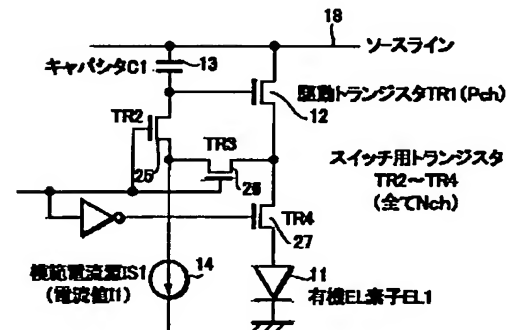 18
ソースライン
キャパシタC1
13
駆動トランジスタTR1(Pch)
12
TR2
TR3
25
26
スイッチ用トランジスタ
TR2~TR4
(全てNch)
TR4
27
模範電流源IS1
(電流値I1)
14
11
有機EL素子EL1